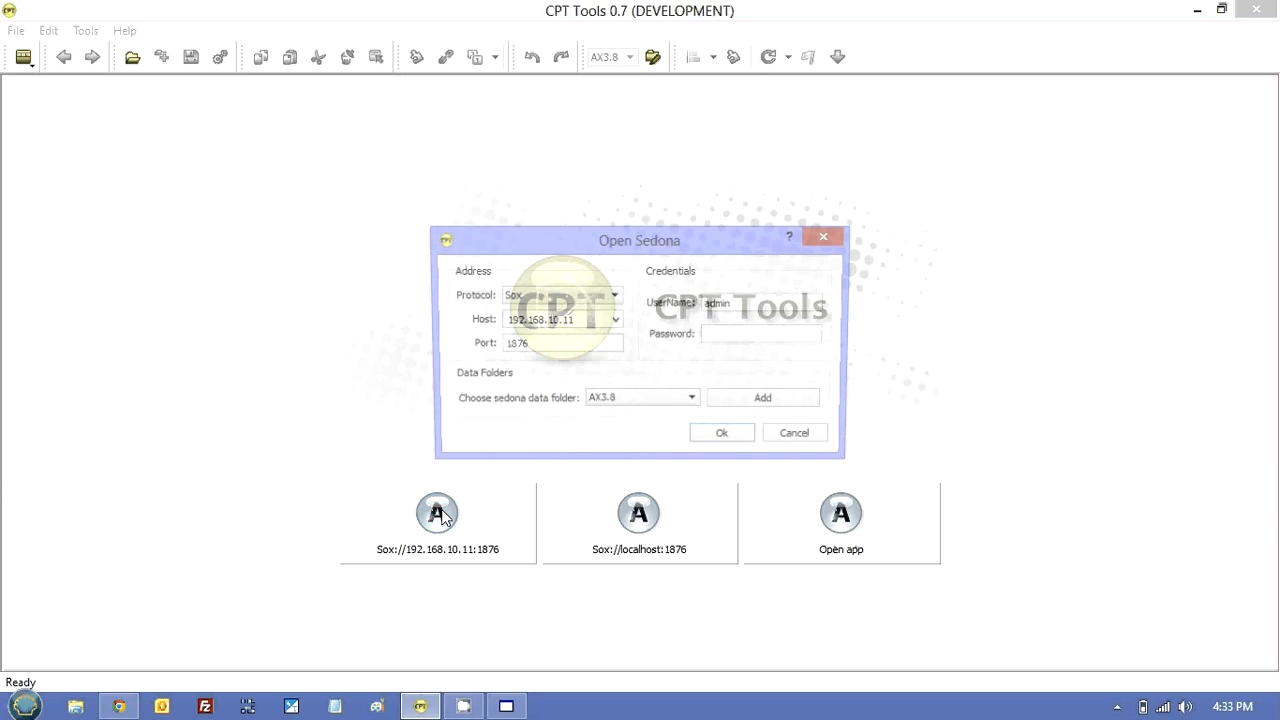 CPT Tools 0.7 (DEVELOPMENT)
File Edit Tools Help
AX3.8
Open Sedona
Address
Credentials
Protocol: Sox
UserName: admin
Host: 192.168.10.11
Password:
Port: 1876
CPT
CPT Tools
Data Folders
Choose sedona data folder: AX3.8 Add
Ok Cancel
A A A
Sox://192.168.10.11:1876 Sox://localhost:1876 Open app
Ready
CPT
4:33 PM